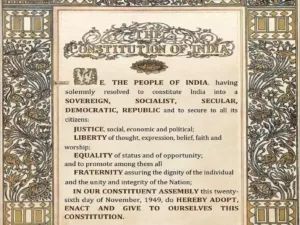 THE
CONSTITUTION OF INDIA
WE, THE PEOPLE OF INDIA, having
solemnly resolved to constitute India into a
SOVEREIGN, SOCIALIST, SECULAR,
DEMOCRATIC, REPUBLIC and to secure to all its
citizens:
JUSTICE, social, economic and political;
LIBERTY of thought, expression, belief, faith and
worship;
EQUALITY of status and of opportunity;
and to promote among them all
FRATERNITY assuring the dignity of the individual
and the unity and integrity of the Nation;
IN OUR CONSTITUENT ASSEMBLY this twenty-
sixth day of November, 1949, do HEREBY ADOPT,
ENACT AND GIVE TO OURSELVES THIS
CONSTITUTION.